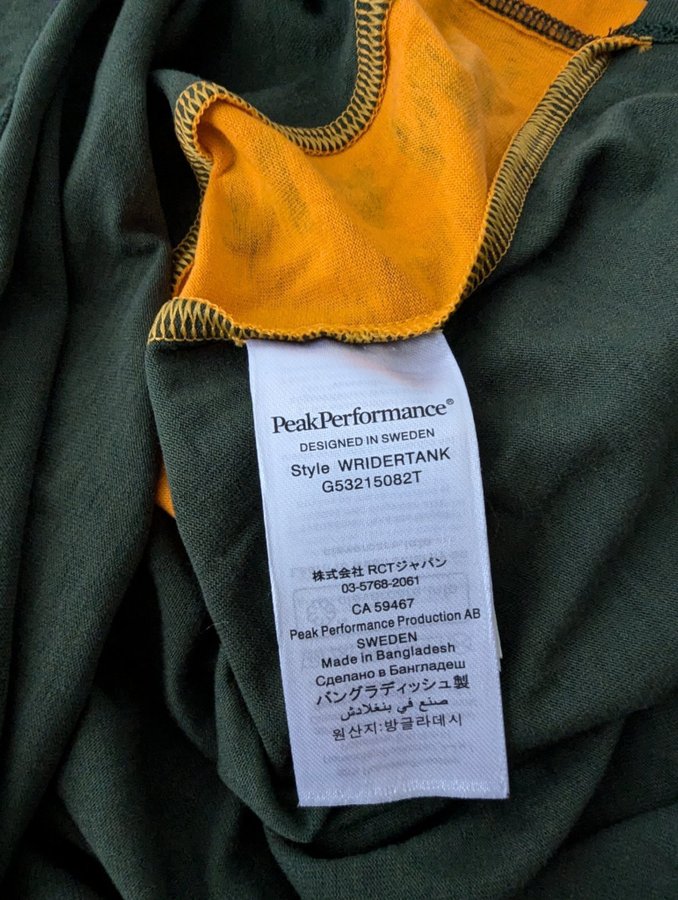 PeakPerformance®
DESIGNED IN SWEDEN
Style WRIDERTANK
G53215082T
株式会社 RCTジャパン
03-5768-2061
CA 59467
Peak Performance Production AB
SWEDEN
Made in Bangladesh
Сделано в Бангладеш
バングラディッシュ製
صنع في بنغلادش
원산지:방글라데시